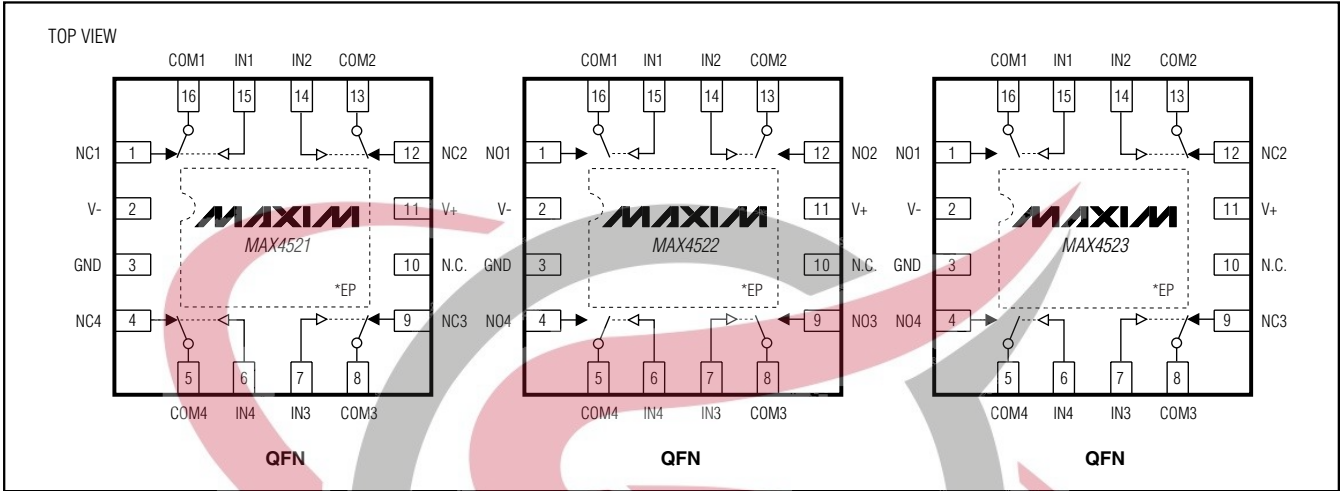 TOP VIEW
COM1 IN1 IN2 COM2
16 15 14 13
NC1 1 12 NC2
V- 2 11 V+
MAXIM
MAX4521
GND 3 10 N.C.
*EP
NC4 4 9 NC3
5 6 7 8
COM4 IN4 IN3 COM3
QFN
COM1 IN1 IN2 COM2
16 15 14 13
NO1 1 12 NO2
V- 2 11 V+
MAXIM
MAX4522
GND 3 10 N.C.
*EP
NO4 4 9 NO3
5 6 7 8
COM4 IN4 IN3 COM3
QFN
COM1 IN1 IN2 COM2
16 15 14 13
NO1 1 12 NC2
V- 2 11 V+
MAXIM
MAX4523
GND 3 10 N.C.
*EP
NO4 4 9 NC3
5 6 7 8
COM4 IN4 IN3 COM3
QFN